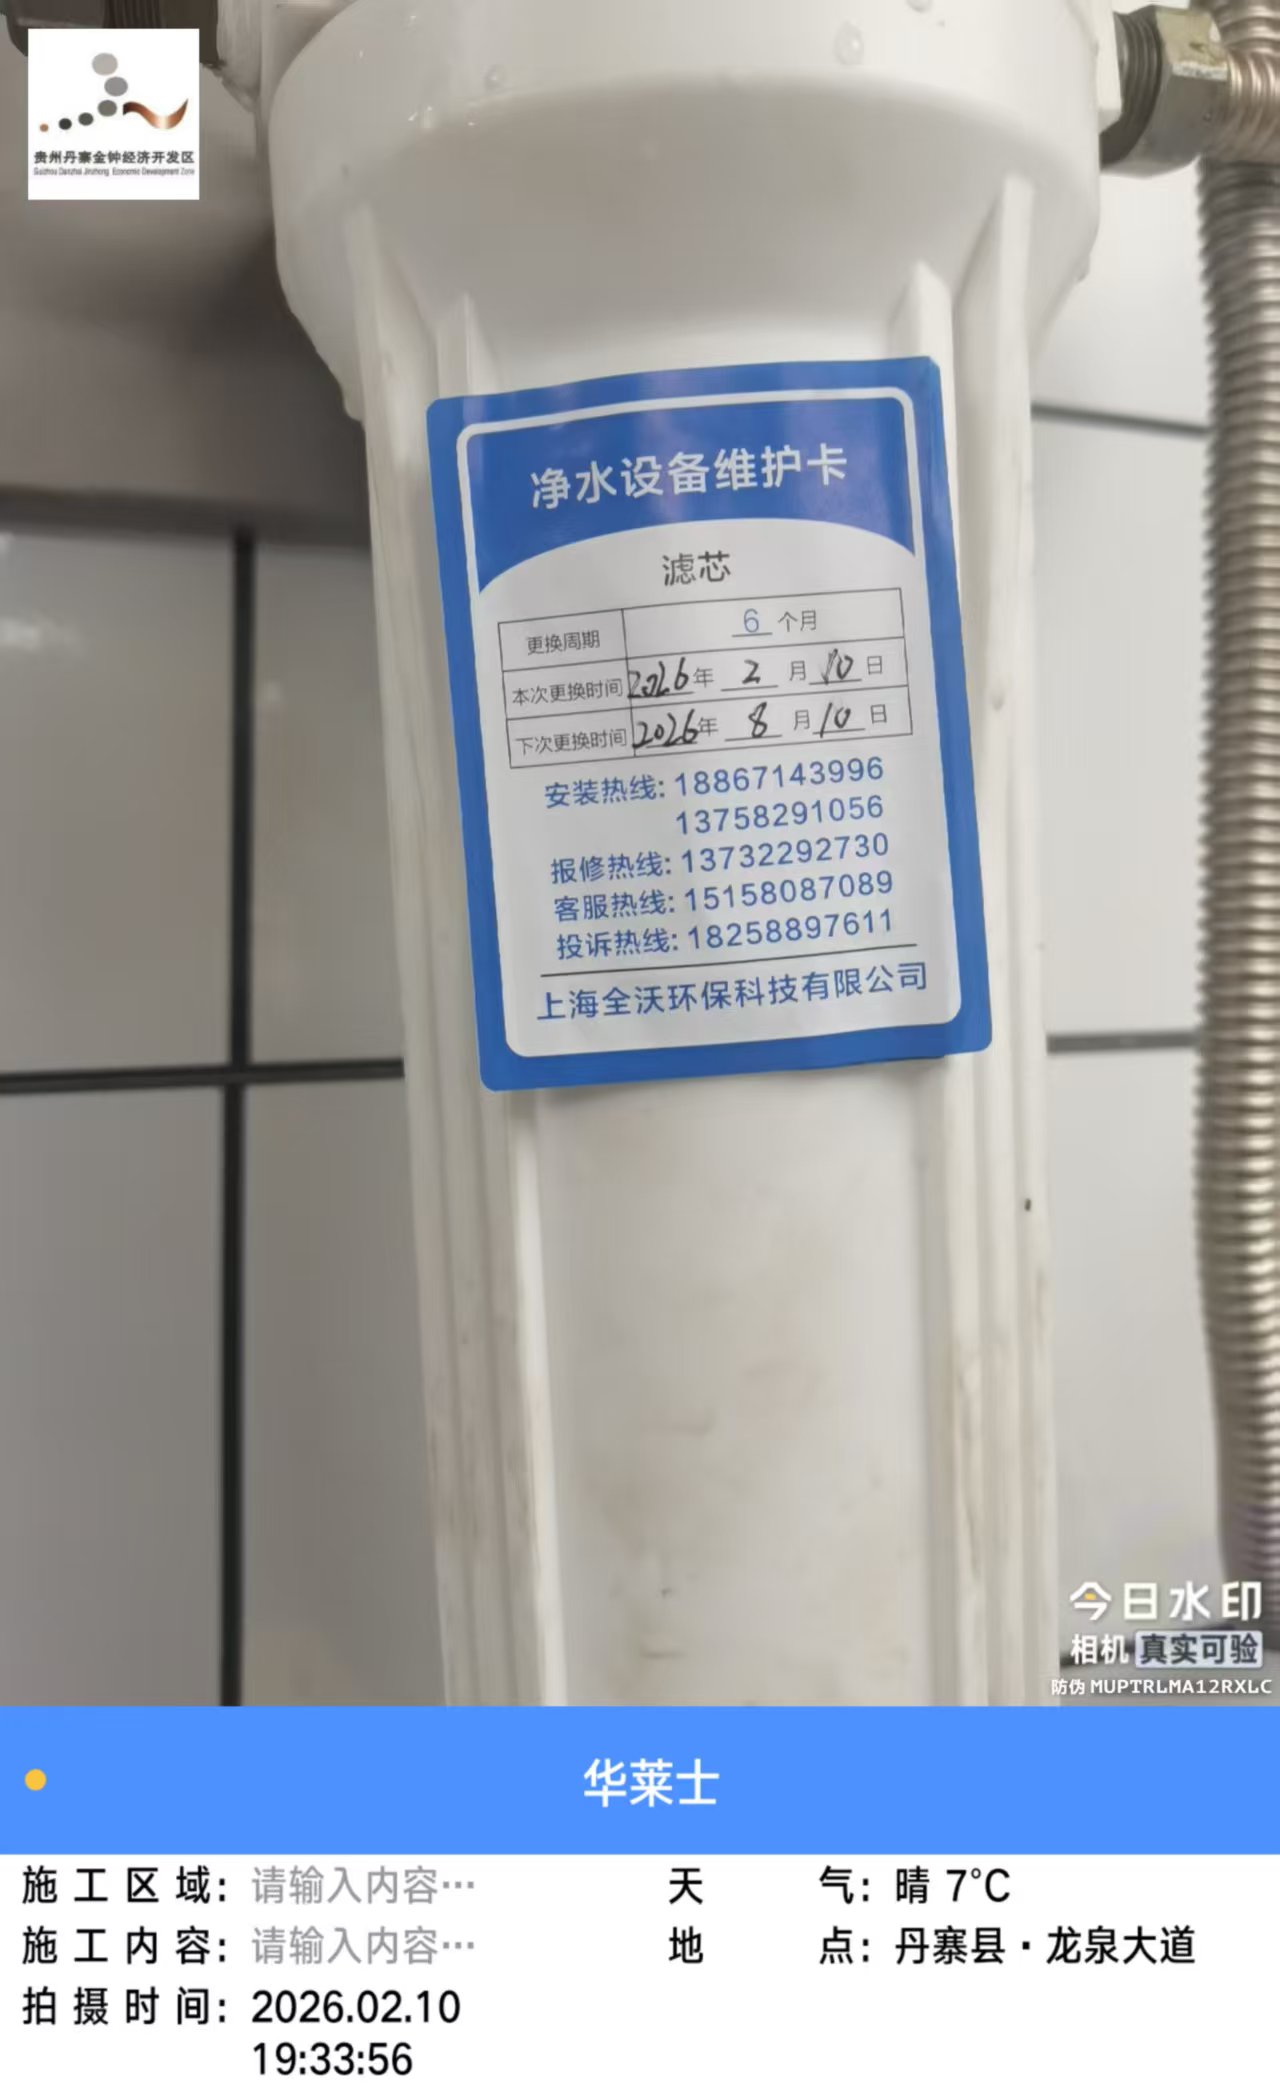 贵州丹寨金钟经济开发区
Guizhou Danzhai Jinzhong Economic Development Zone
净水设备维护卡
滤芯
更换周期 6 个月
本次更换时间 2026年 2 月 10 日
下次更换时间 2026年 8 月 10 日
安装热线: 18867143996
13758291056
报修热线: 13732292730
客服热线: 15158087089
投诉热线: 18258897611
上海全沃环保科技有限公司
今日水印
相机 真实可验
防伪 MUPTRLMA12RXLC
华莱士
施工区域: 请输入内容… 天气: 晴 7℃
施工内容: 请输入内容… 地点: 丹寨县·龙泉大道
拍摄时间: 2026.02.10
19:33:56